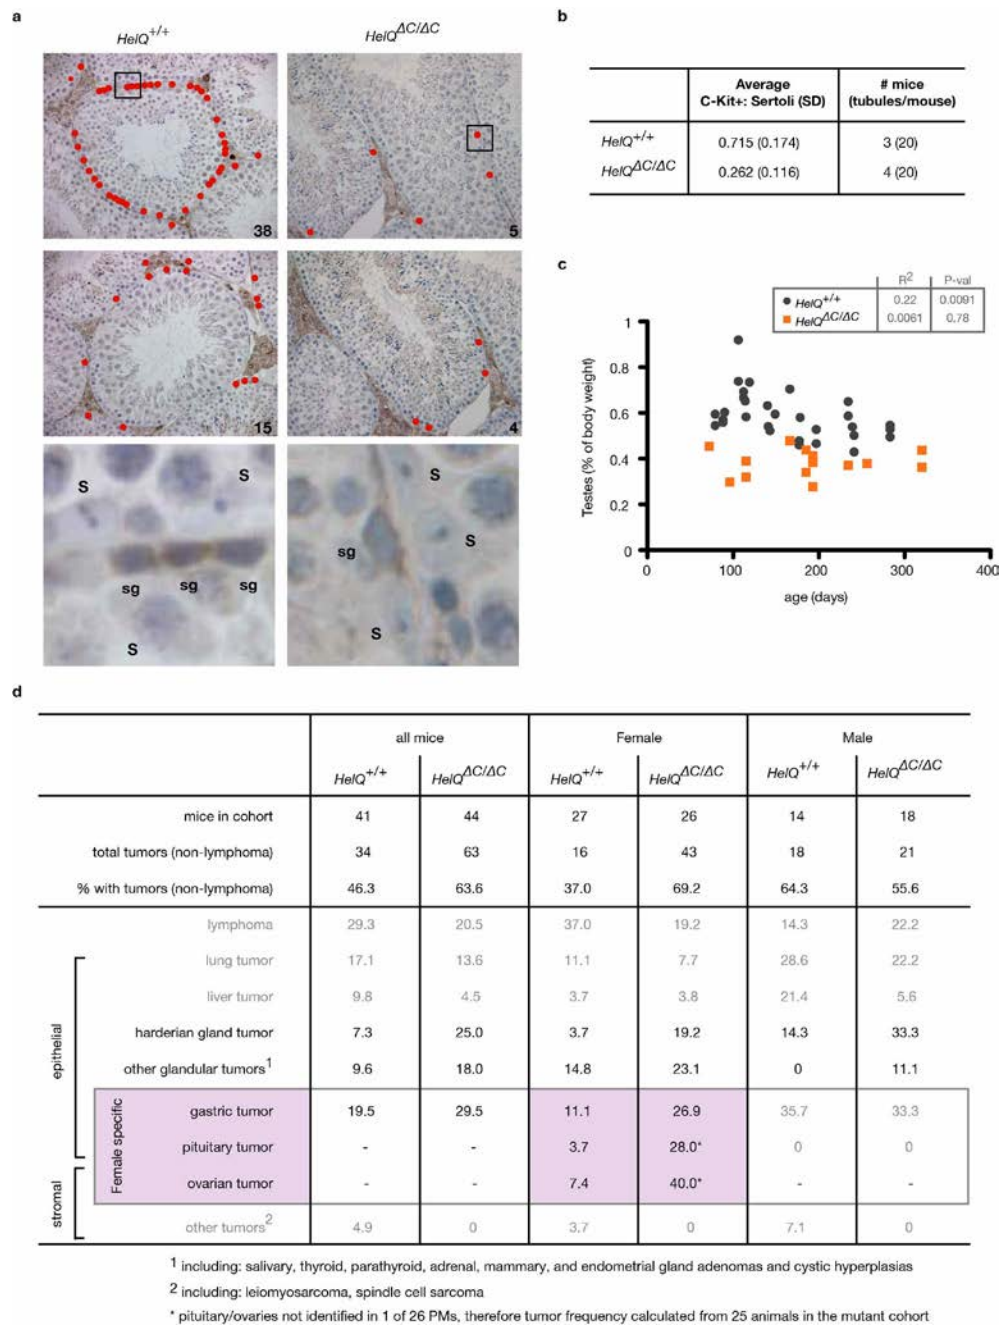 a
HelQ+/+ HelQΔC/ΔC
38 5
15 4
S S S
sg sg sg sg
S S
b
Average # mice
C-Kit+: Sertoli (SD) (tubules/mouse)
HelQ+/+ 0.715 (0.174) 3 (20)
HelQΔC/ΔC 0.262 (0.116) 4 (20)
c
R2 P-val
HelQ+/+ 0.22 0.0091
HelQΔC/ΔC 0.0061 0.78
1
0.8
0.6
0.4
0.2
0
Testes (% of body weight)
0 100 200 300 400
age (days)
d
all mice Female Male
HelQ+/+ HelQΔC/ΔC HelQ+/+ HelQΔC/ΔC HelQ+/+ HelQΔC/ΔC
mice in cohort 41 44 27 26 14 18
total tumors (non-lymphoma) 34 63 16 43 18 21
% with tumors (non-lymphoma) 46.3 63.6 37.0 69.2 64.3 55.6
lymphoma 29.3 20.5 37.0 19.2 14.3 22.2
epithelial
lung tumor 17.1 13.6 11.1 7.7 28.6 22.2
liver tumor 9.8 4.5 3.7 3.8 21.4 5.6
harderian gland tumor 7.3 25.0 3.7 19.2 14.3 33.3
other glandular tumors1 9.6 18.0 14.8 23.1 0 11.1
Female specific
gastric tumor 19.5 29.5 11.1 26.9 35.7 33.3
pituitary tumor - - 3.7 28.0* 0 0
stromal
ovarian tumor - - 7.4 40.0* - -
other tumors2 4.9 0 3.7 0 7.1 0
1 including: salivary, thyroid, parathyroid, adrenal, mammary, and endometrial gland adenomas and cystic hyperplasias
2 including: leiomyosarcoma, spindle cell sarcoma
* pituitary/ovaries not identified in 1 of 26 PMs, therefore tumor frequency calculated from 25 animals in the mutant cohort